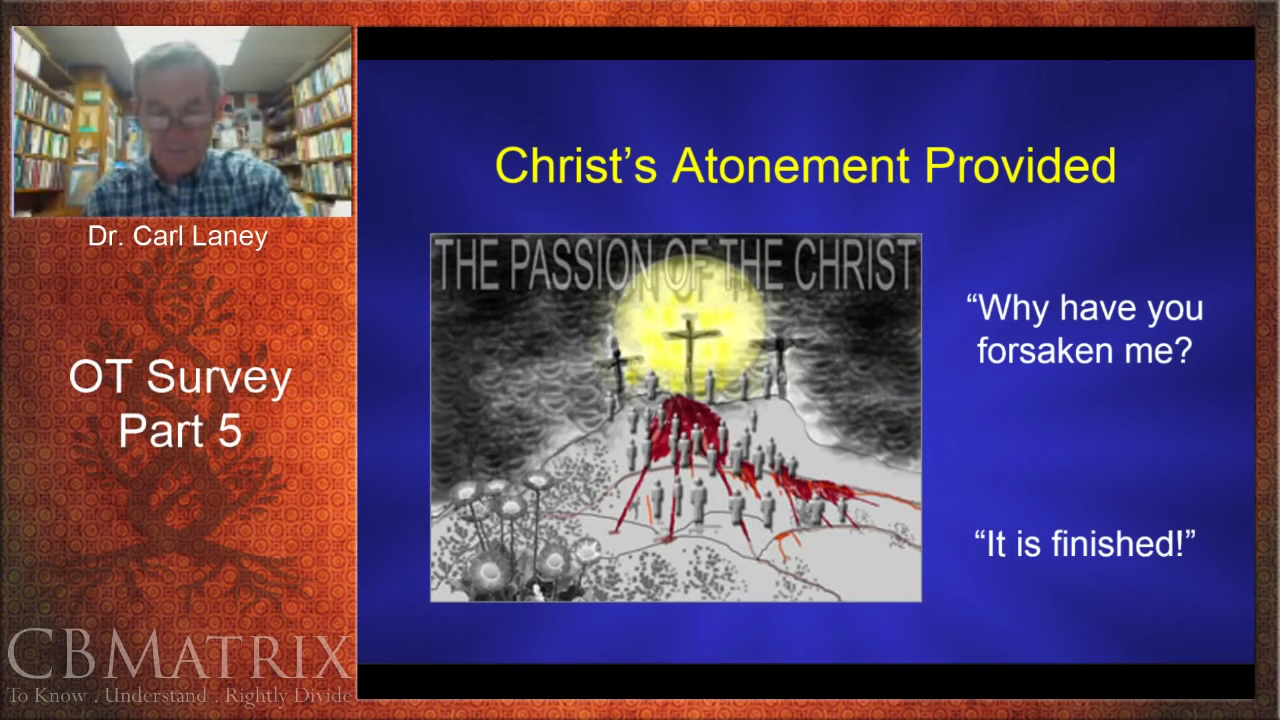 Dr. Carl Laney
OT Survey
Part 5
CBMATRIX
To Know . Understand . Rightly Divide
Christ’s Atonement Provided
THE PASSION OF THE CHRIST
“Why have you
forsaken me?
“It is finished!”